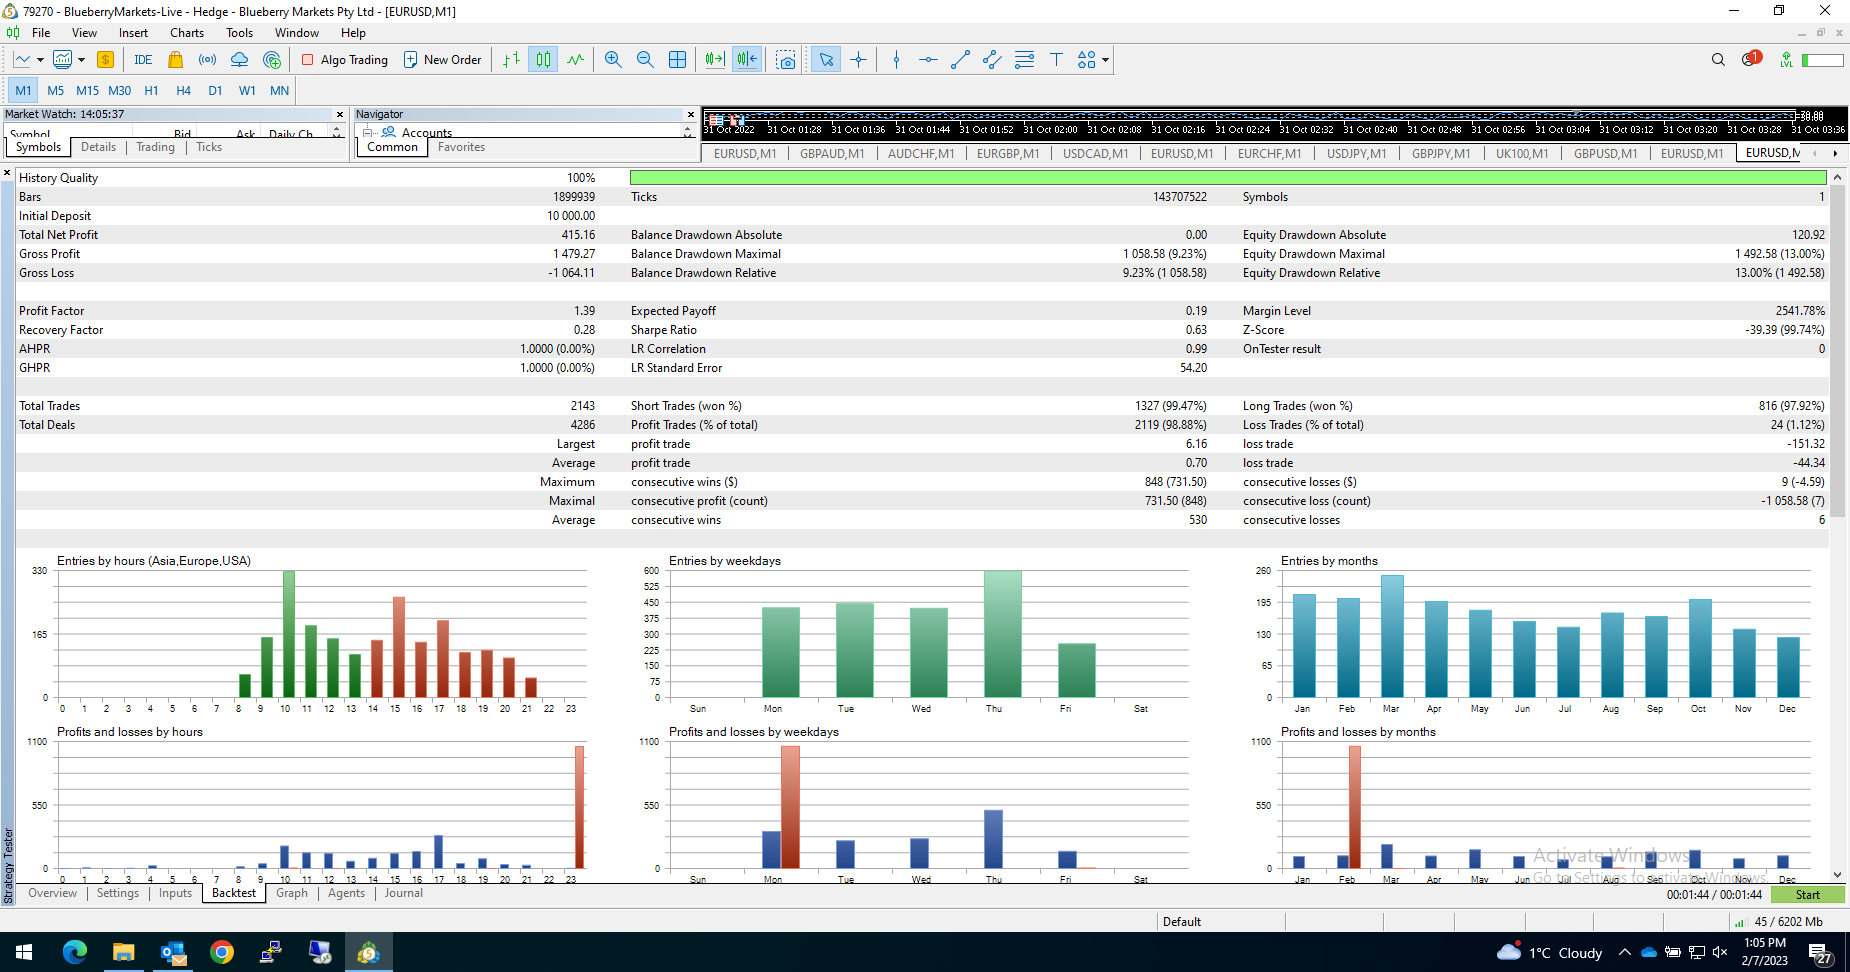 79270 - BlueberryMarkets-Live - Hedge - Blueberry Markets Pty Ltd - [EURUSD,M1]
File View Insert Charts Tools Window Help
IDE Algo Trading New Order 1 LVL
M1 M5 M15 M30 H1 H4 D1 W1 MN
Market Watch: 14:05:37
Symbol Bid Ask Daily Ch...
Symbols Details Trading Ticks
Navigator
Accounts
Common Favorites
31 Oct 2022 31 Oct 01:28 31 Oct 01:36 31 Oct 01:44 31 Oct 01:52 31 Oct 02:00 31 Oct 02:08 31 Oct 02:16 31 Oct 02:24 31 Oct 02:32 31 Oct 02:40 31 Oct 02:48 31 Oct 02:56 31 Oct 03:04 31 Oct 03:12 31 Oct 03:20 31 Oct 03:28 31 Oct 03:36
EURUSD,M1 GBPAUD,M1 AUDCHF,M1 EURGBP,M1 USDCAD,M1 EURUSD,M1 EURCHF,M1 USDJPY,M1 GBPJPY,M1 UK100,M1 GBPUSD,M1 EURUSD,M1 EURUSD,M
History Quality 100%
Bars 1899939 Ticks 143707522 Symbols 1
Initial Deposit 10 000.00
Total Net Profit 415.16 Balance Drawdown Absolute 0.00 Equity Drawdown Absolute 120.92
Gross Profit 1 479.27 Balance Drawdown Maximal 1 058.58 (9.23%) Equity Drawdown Maximal 1 492.58 (13.00%)
Gross Loss -1 064.11 Balance Drawdown Relative 9.23% (1 058.58) Equity Drawdown Relative 13.00% (1 492.58)
Profit Factor 1.39 Expected Payoff 0.19 Margin Level 2541.78%
Recovery Factor 0.28 Sharpe Ratio 0.63 Z-Score -39.39 (99.74%)
AHPR 1.0000 (0.00%) LR Correlation 0.99 OnTester result 0
GHPR 1.0000 (0.00%) LR Standard Error 54.20
Total Trades 2143 Short Trades (won %) 1327 (99.47%) Long Trades (won %) 816 (97.92%)
Total Deals 4286 Profit Trades (% of total) 2119 (98.88%) Loss Trades (% of total) 24 (1.12%)
Largest profit trade 6.16 loss trade -151.32
Average profit trade 0.70 loss trade -44.34
Maximum consecutive wins ($) 848 (731.50) consecutive losses ($) 9 (-4.59)
Maximal consecutive profit (count) 731.50 (848) consecutive loss (count) -1 058.58 (7)
Average consecutive wins 530 consecutive losses 6
Entries by hours (Asia,Europe,USA)
330
165
0
0 1 2 3 4 5 6 7 8 9 10 11 12 13 14 15 16 17 18 19 20 21 22 23
Entries by weekdays
600
525
450
375
300
225
150
75
0
Sun Mon Tue Wed Thu Fri Sat
Entries by months
260
195
130
65
0
Jan Feb Mar Apr May Jun Jul Aug Sep Oct Nov Dec
Profits and losses by hours
1100
550
0
0 1 2 3 4 5 6 7 8 9 10 11 12 13 14 15 16 17 18 19 20 21 22 23
Profits and losses by weekdays
1100
550
0
Sun Mon Tue Wed Thu Fri Sat
Profits and losses by months
1100
550
0
Jan Feb Mar Apr May Jun Jul Aug Sep Oct Nov Dec
Activate Windows
Go to Settings to activate Windows.
Strategy Tester
Overview Settings Inputs Backtest Graph Agents Journal
00:01:44 / 00:01:44 Start
Default 45 / 6202 Mb
1°C Cloudy
1:05 PM
2/7/2023
27